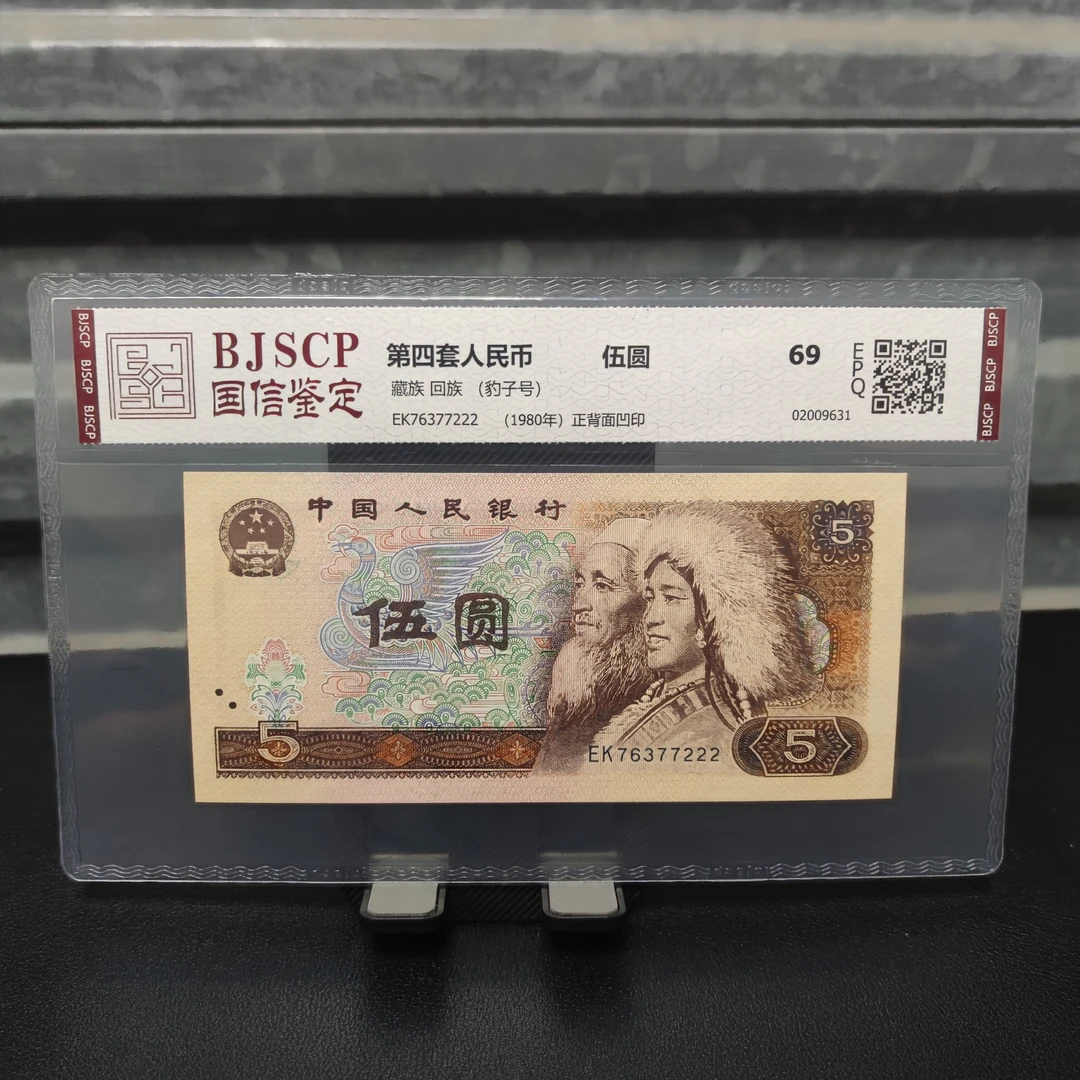 BJSCP BJSCP BJSCP
BJSCP
国信鉴定
第四套人民币 伍圆
藏族 回族 （豹子号）
EK76377222 （1980年）正背面凹印
69
EPQ
02009631
BJSCP BJSCP BJSCP
中国人民银行
5
伍圆
5
EK76377222
5